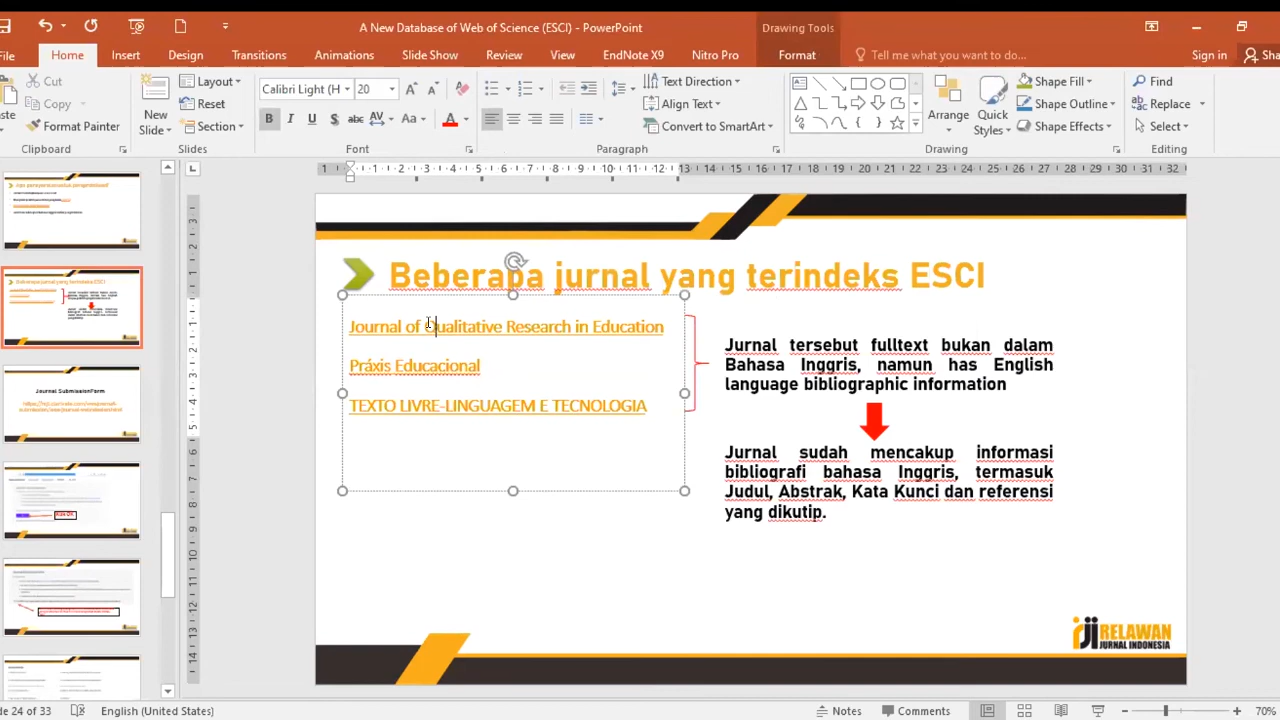 A New Database of Web of Science (ESCI) - PowerPoint
Drawing Tools
File Home Insert Design Transitions Animations Slide Show Review View EndNote X9 Nitro Pro Format Tell me what you want to do... Sign in
Cut
Copy
Format Painter
Clipboard
New Slide
Layout
Reset
Section
Slides
Calibri Light (H 20
Font
Text Direction
Align Text
Convert to SmartArt
Paragraph
Arrange
Quick Styles
Shape Fill
Shape Outline
Shape Effects
Drawing
Find
Replace
Select
Editing
Beberapa jurnal yang terindeks ESCI
Journal of Qualitative Research in Education
Práxis Educacional
TEXTO LIVRE-LINGUAGEM E TECNOLOGIA
Jurnal tersebut fulltext bukan dalam
Bahasa Inggris, namun has English
language bibliographic information
Jurnal sudah mencakup informasi
bibliografi bahasa Inggris, termasuk
Judul, Abstrak, Kata Kunci dan referensi
yang dikutip.
RELAWAN
JURNAL INDONESIA
Beberapa jurnal yang terindeks ESCI
Journal Submission Form
de 24 of 33
English (United States)
Notes
Comments
70%